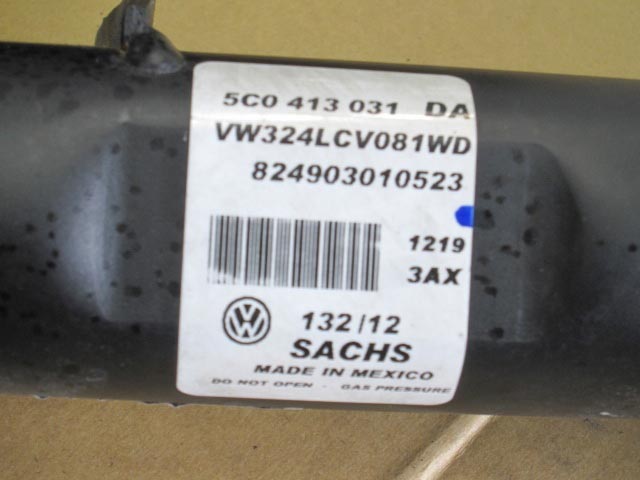 5C0 413 031 DA
VW324LCV081WD
824903010523
1219
3AX
132/12
SACHS
MADE IN MEXICO
DO NOT OPEN - GAS PRESSURE